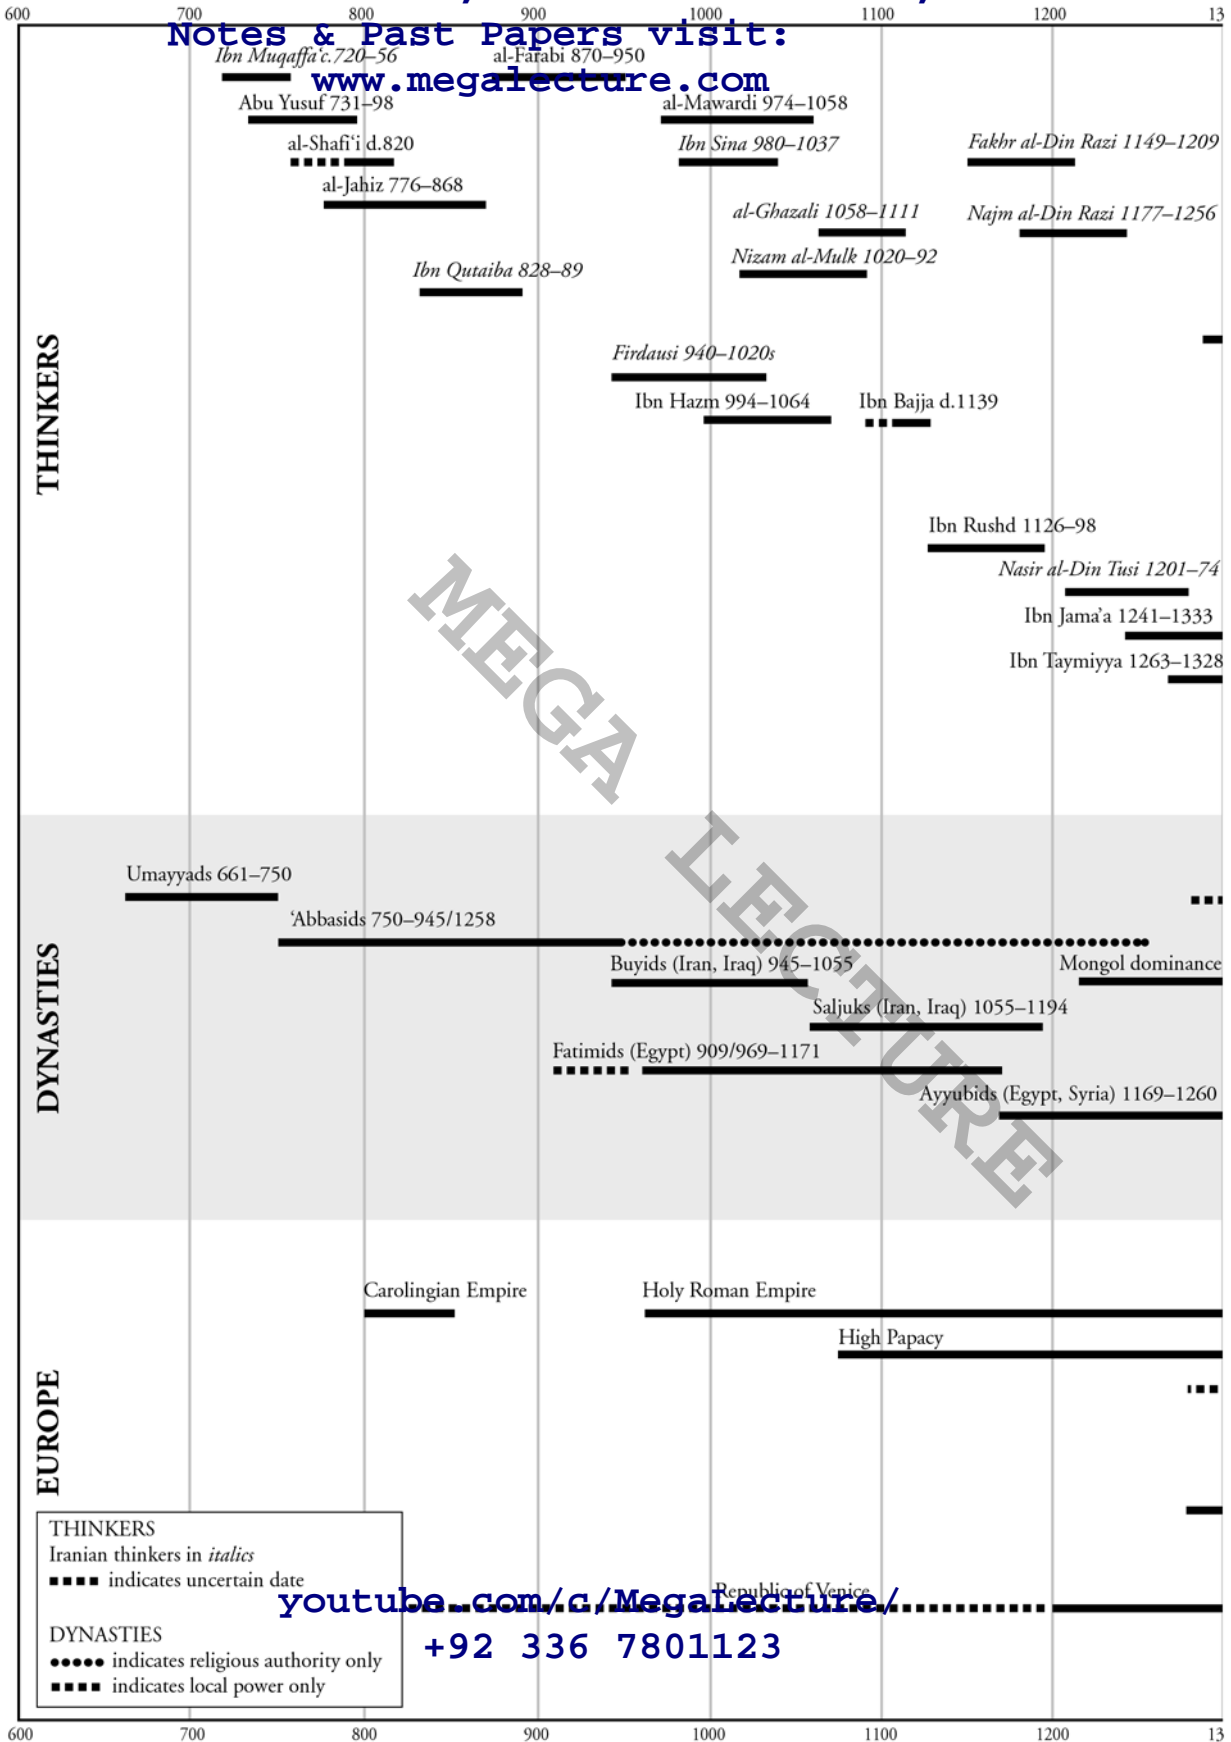 600 700 800 900 1000 1100 1200 13
Notes & Past Papers visit:
Ibn Muqaffa‘c.720–56
al-Farabi 870–950
www.megalecture.com
Abu Yusuf 731–98
al-Mawardi 974–1058
al-Shafi‘i d.820
Ibn Sina 980–1037
Fakhr al-Din Razi 1149–1209
al-Jahiz 776–868
al-Ghazali 1058–1111
Najm al-Din Razi 1177–1256
Nizam al-Mulk 1020–92
Ibn Qutaiba 828–89
THINKERS
Firdausi 940–1020s
Ibn Hazm 994–1064
Ibn Bajja d.1139
Ibn Rushd 1126–98
Nasir al-Din Tusi 1201–74
Ibn Jama’a 1241–1333
Ibn Taymiyya 1263–1328
MEGA LECTURE
DYNASTIES
Umayyads 661–750
‘Abbasids 750–945/1258
Buyids (Iran, Iraq) 945–1055
Mongol dominance
Saljuks (Iran, Iraq) 1055–1194
Fatimids (Egypt) 909/969–1171
Ayyubids (Egypt, Syria) 1169–1260
EUROPE
Carolingian Empire
Holy Roman Empire
High Papacy
Republic of Venice
THINKERS
Iranian thinkers in italics
indicates uncertain date
DYNASTIES
indicates religious authority only
indicates local power only
youtube.com/c/MegaLecture/
+92 336 7801123
600 700 800 900 1000 1100 1200 13